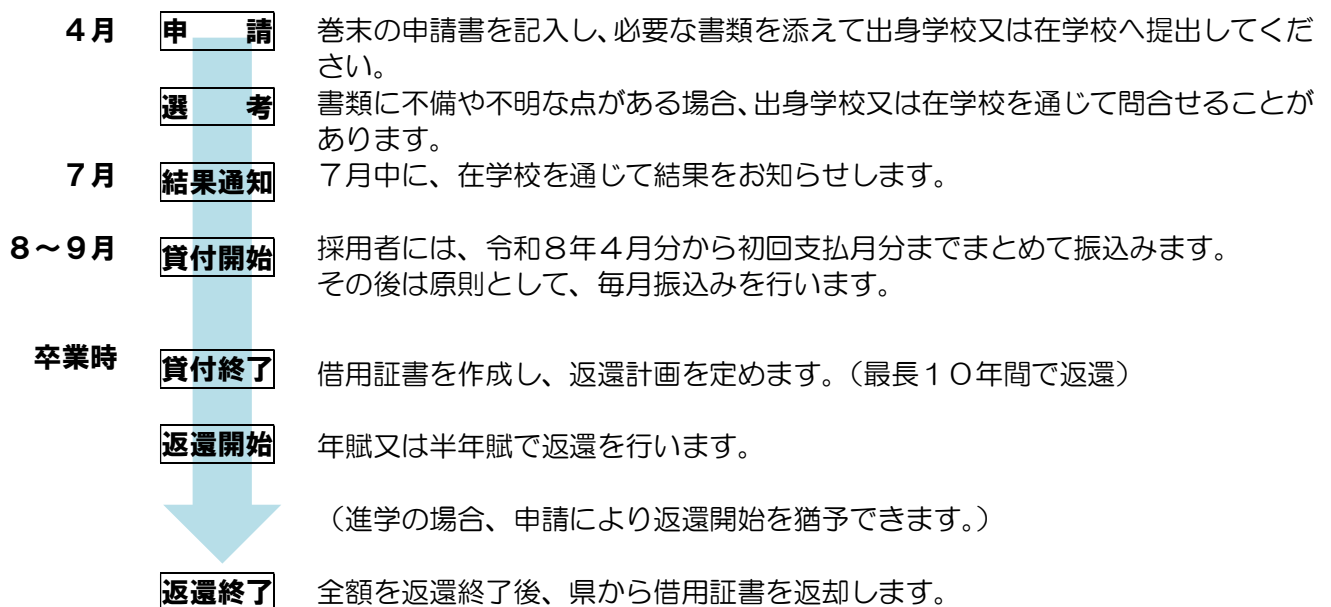 ４月 申　請 巻末の申請書を記入し、必要な書類を添えて出身学校又は在学校へ提出してくだ
さい。
選　考 書類に不備や不明な点がある場合、出身学校又は在学校を通じて問合せることが
あります。
７月 結果通知 ７月中に、在学校を通じて結果をお知らせします。
８～９月 貸付開始 採用者には、令和８年４月分から初回支払月分までまとめて振込みます。
その後は原則として、毎月振込みを行います。
卒業時 貸付終了 借用証書を作成し、返還計画を定めます。（最長１０年間で返還）
返還開始 年賦又は半年賦で返還を行います。
（進学の場合、申請により返還開始を猶予できます。）
返還終了 全額を返還終了後、県から借用証書を返却します。